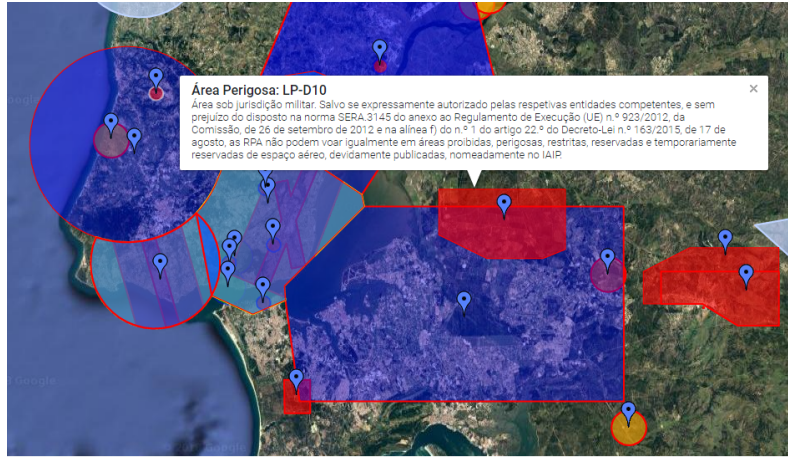 Área Perigosa: LP-D10
×
Área sob jurisdição militar. Salvo se expressamente autorizado pelas respetivas entidades competentes, e sem
prejuízo do disposto na norma SERA.3145 do anexo ao Regulamento de Execução (UE) n.º 923/2012, da
Comissão, de 26 de setembro de 2012 e na alínea f) do n.º 1 do artigo 22.º do Decreto-Lei n.º 163/2015, de 17 de
agosto, as RPA não podem voar igualmente em áreas proibidas, perigosas, restritas, reservadas e temporariamente
reservadas de espaço aéreo, devidamente publicadas, nomeadamente no IAIP.
Google